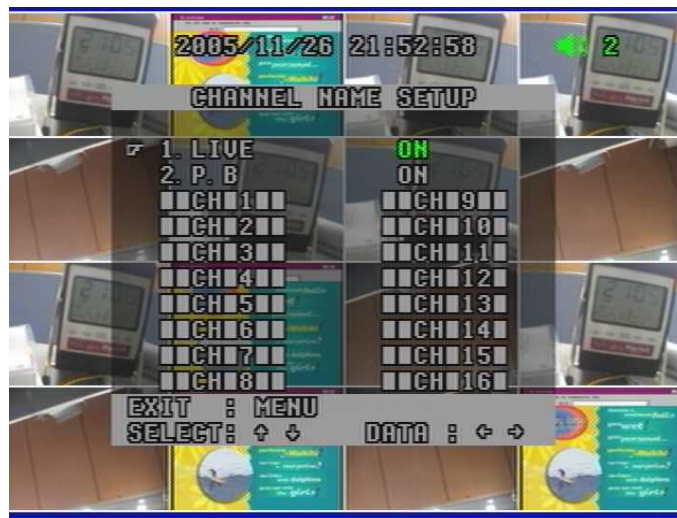 2005/11/26 21:52:58 2
CHANNEL NAME SETUP
1. LIVE ON
2. P. B ON
CH 1 CH 9
CH 2 CH 10
CH 3 CH 11
CH 4 CH 12
CH 5 CH 13
CH 6 CH 14
CH 7 CH 15
CH 8 CH 16
EXIT : MENU
SELECT: ↑ ↓ DATA : ← →